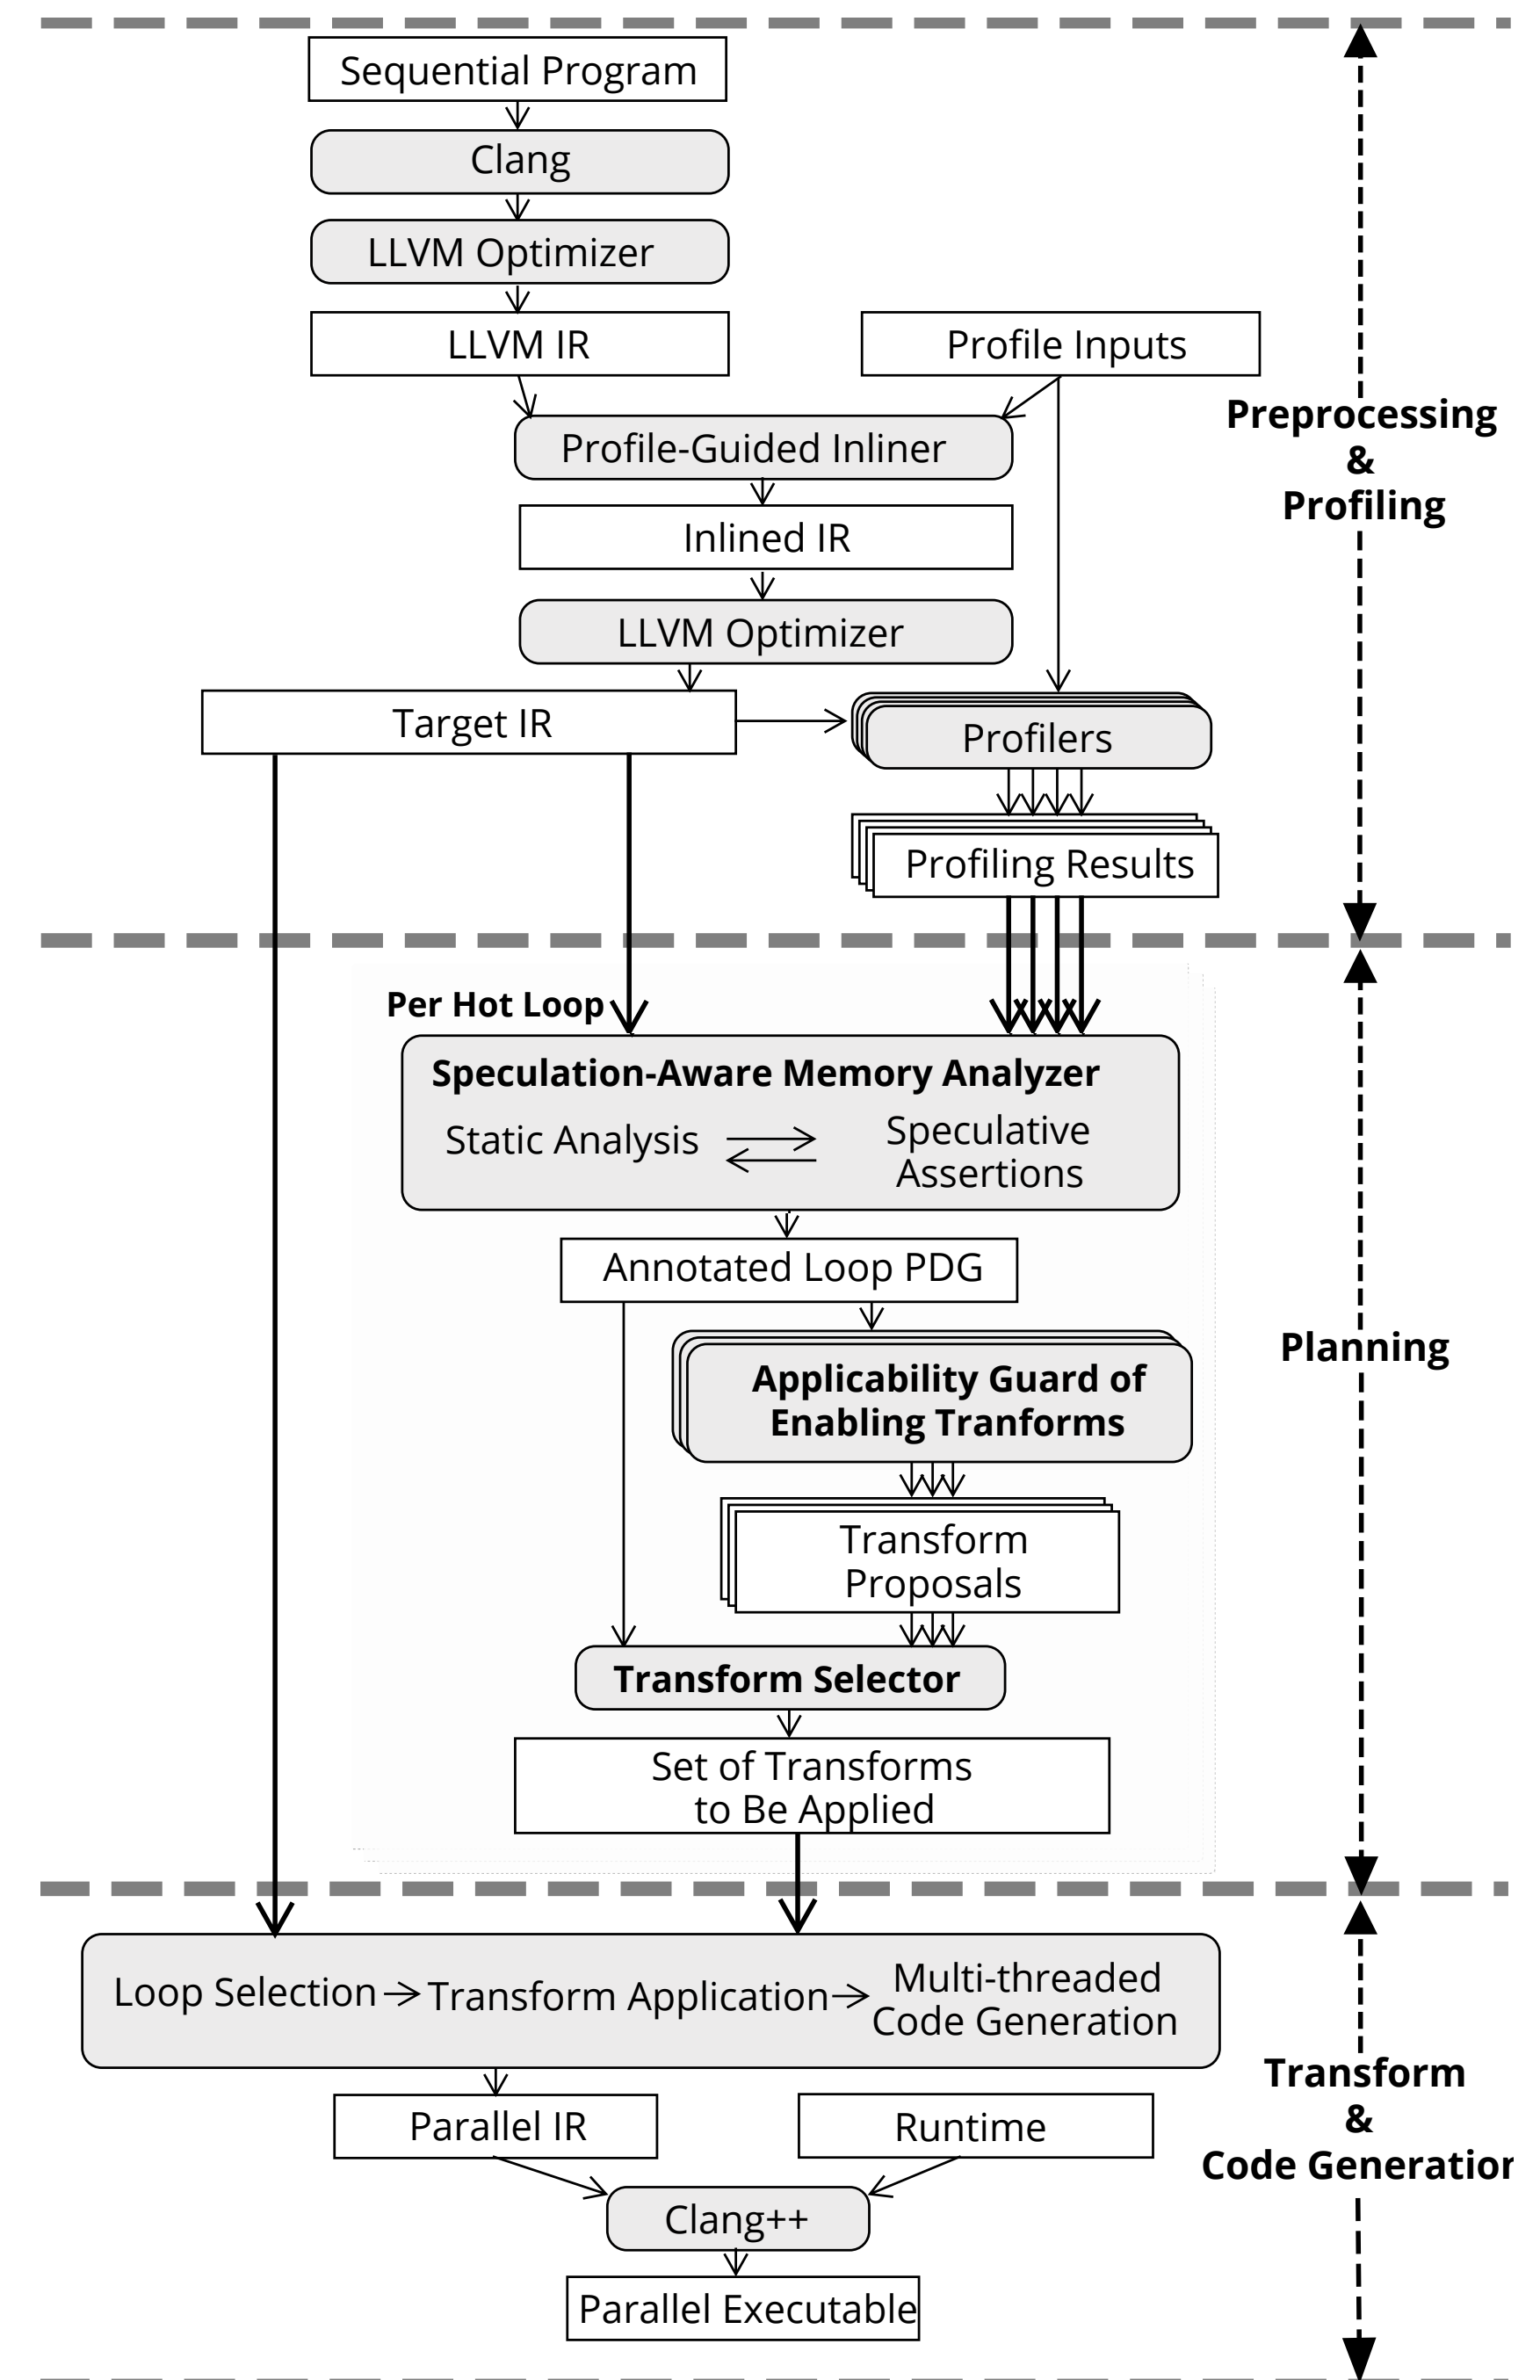 Sequential Program
Clang
LLVM Optimizer
LLVM IR
Profile Inputs
Preprocessing
&
Profiling
Profile-Guided Inliner
Inlined IR
LLVM Optimizer
Target IR
Profilers
Profiling Results
Per Hot Loop
Speculation-Aware Memory Analyzer
Static Analysis
Speculative
Assertions
Annotated Loop PDG
Planning
Applicability Guard of
Enabling Tranforms
Transform
Proposals
Transform Selector
Set of Transforms
to Be Applied
Loop Selection
Transform Application
Multi-threaded
Code Generation
Transform
&
Code Generation
Parallel IR
Runtime
Clang++
Parallel Executable